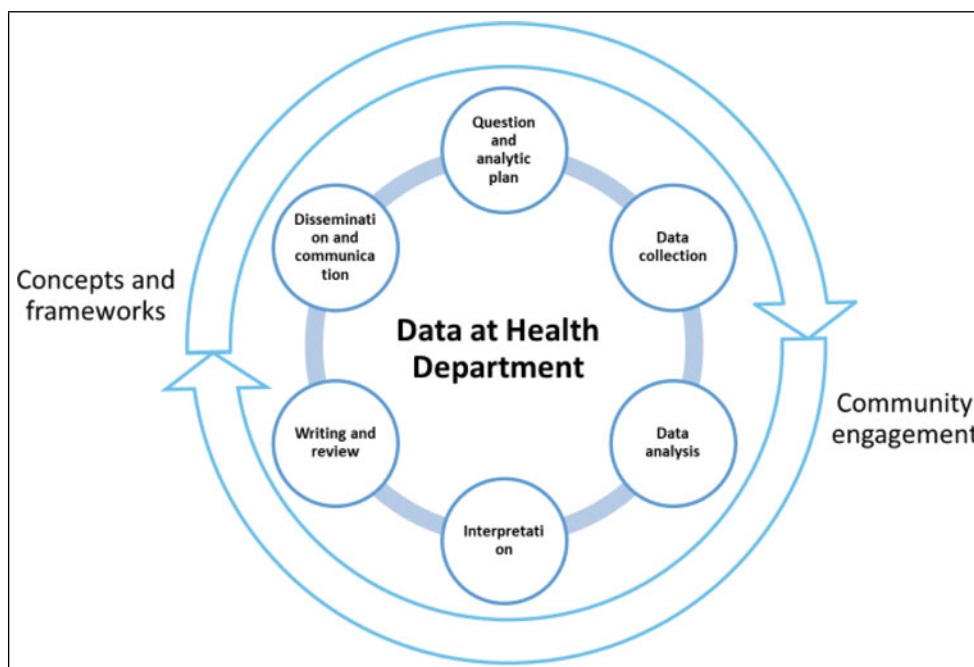 Question
and
analytic
plan
Disseminati
on and
communica
tion
Data
collection
Concepts and
frameworks
Data at Health
Department
Community
engagement
Writing and
review
Data
analysis
Interpretati
on